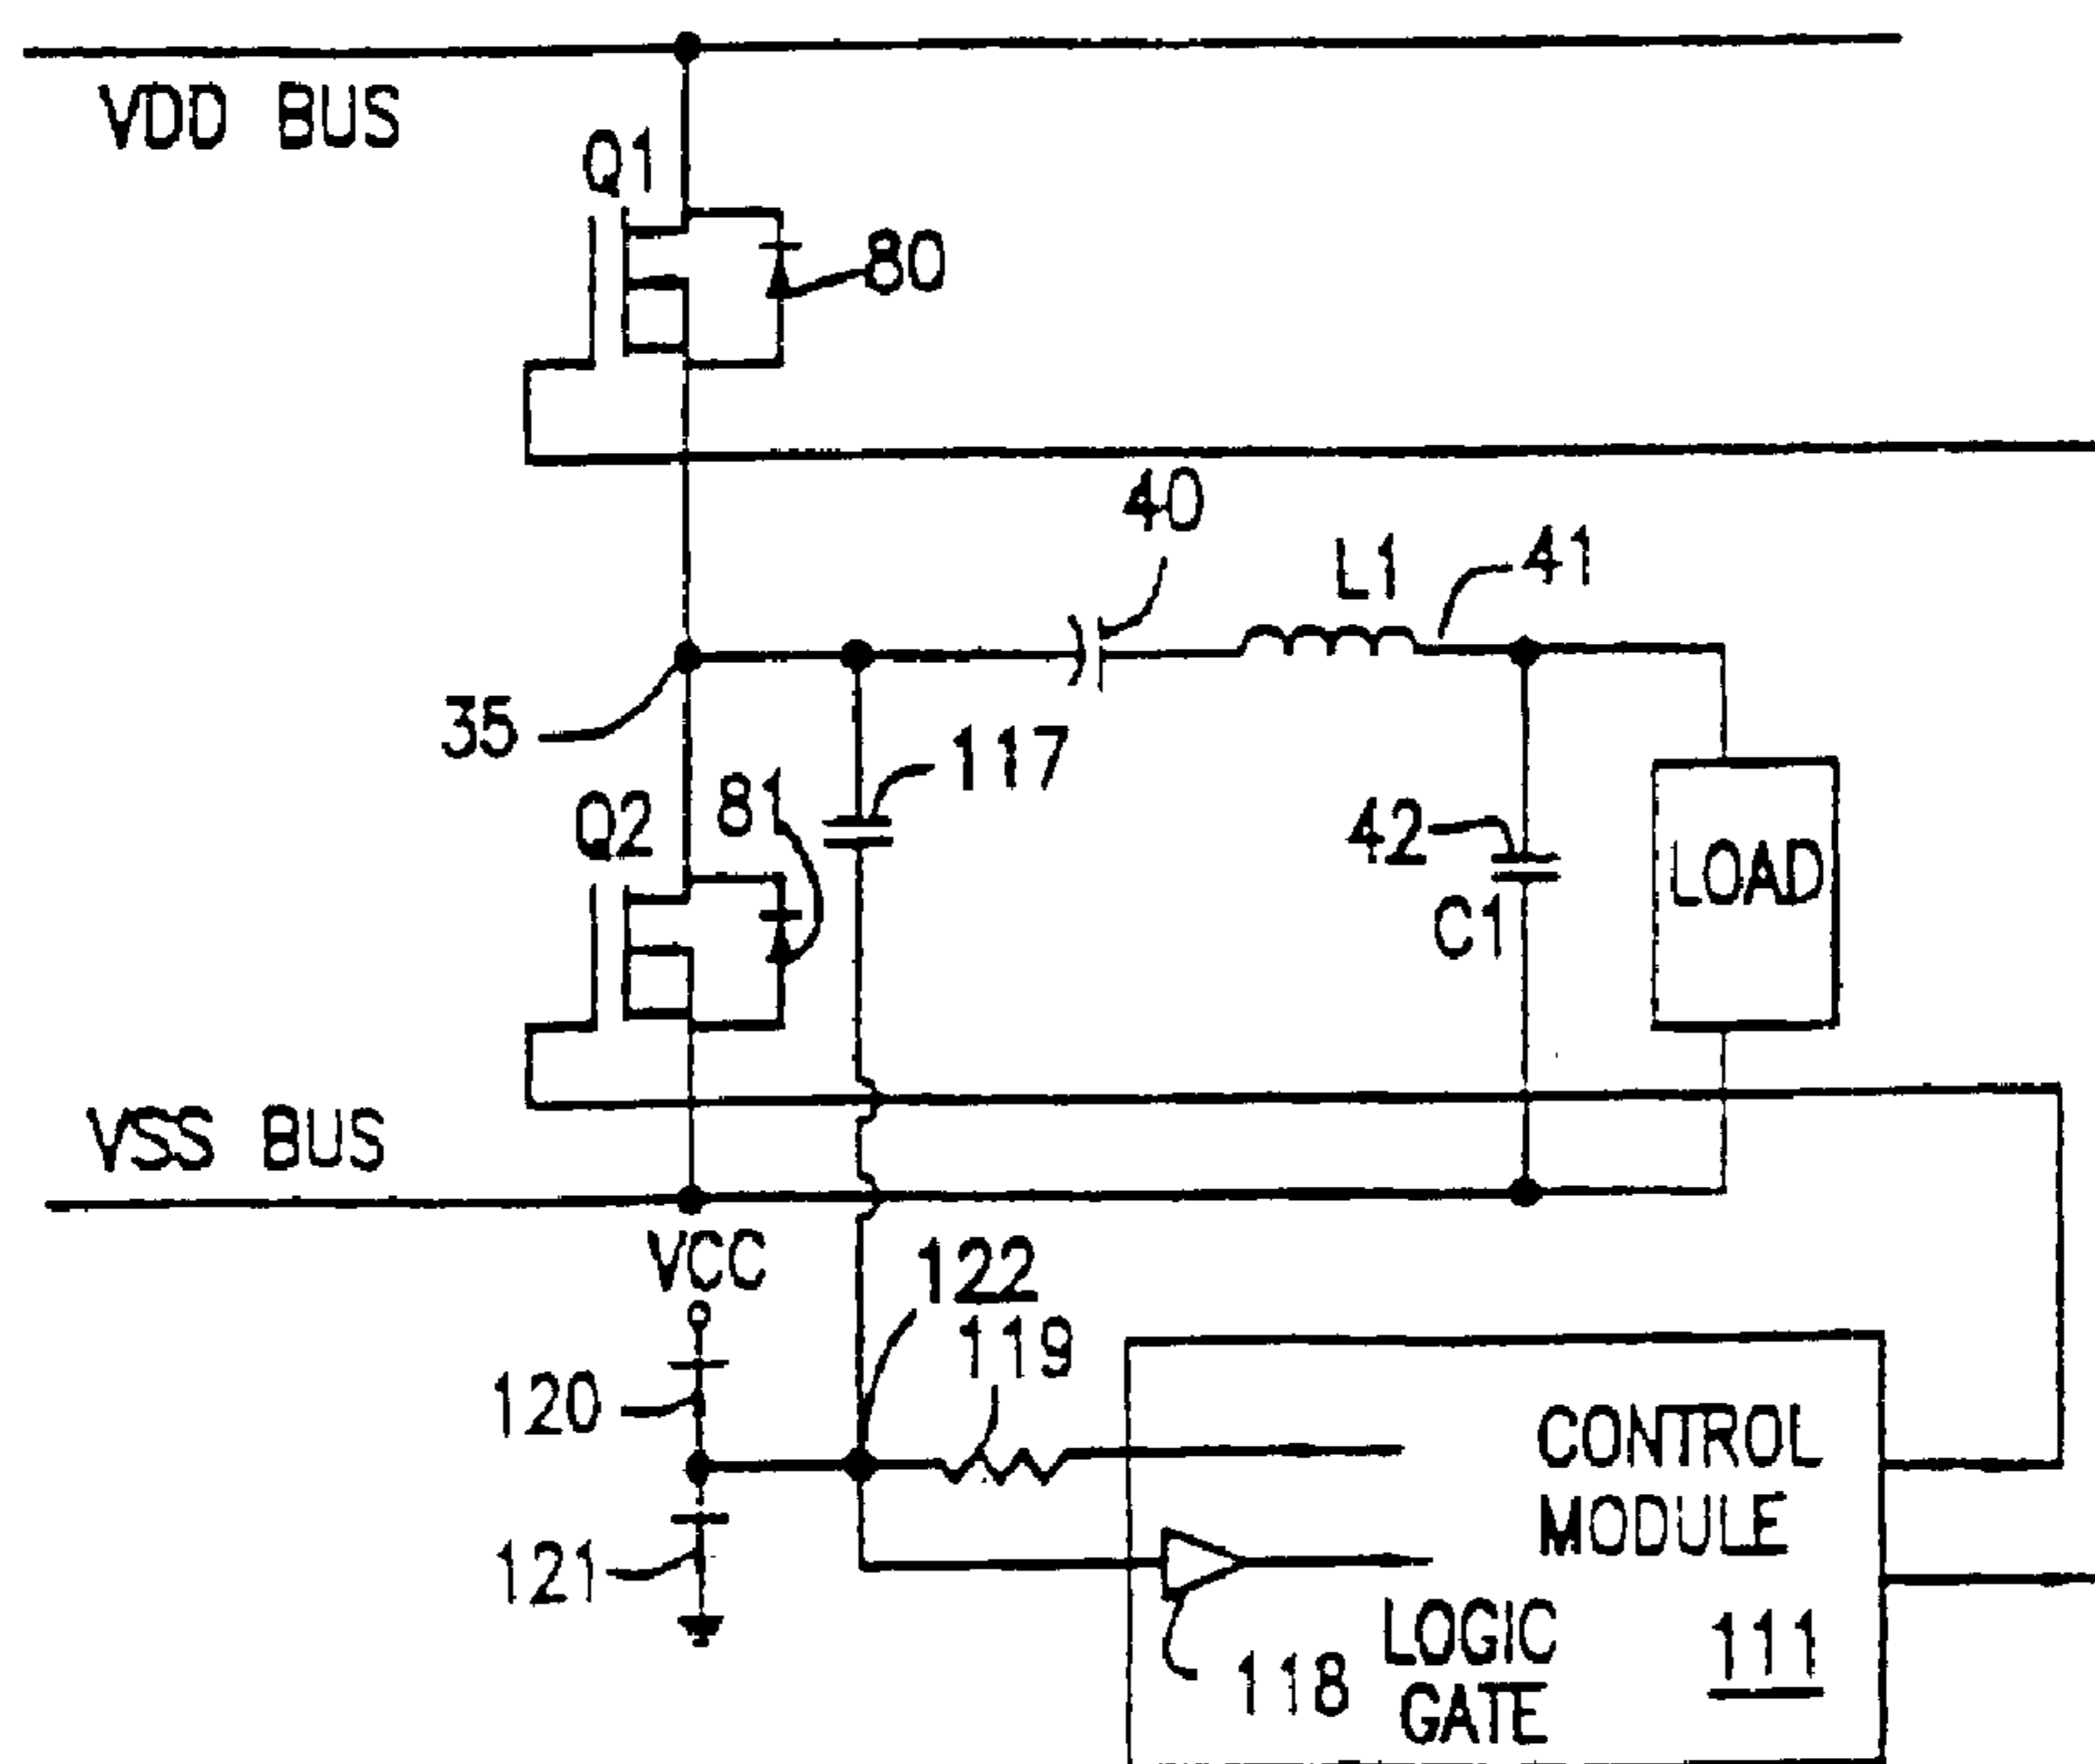 VDD BUS
Q1
80
40
L1
41
35
117
Q2
81
42
C1
LOAD
VSS BUS
VCC
122
119
120
CONTROL
MODULE
121
LOGIC
GATE
118
111